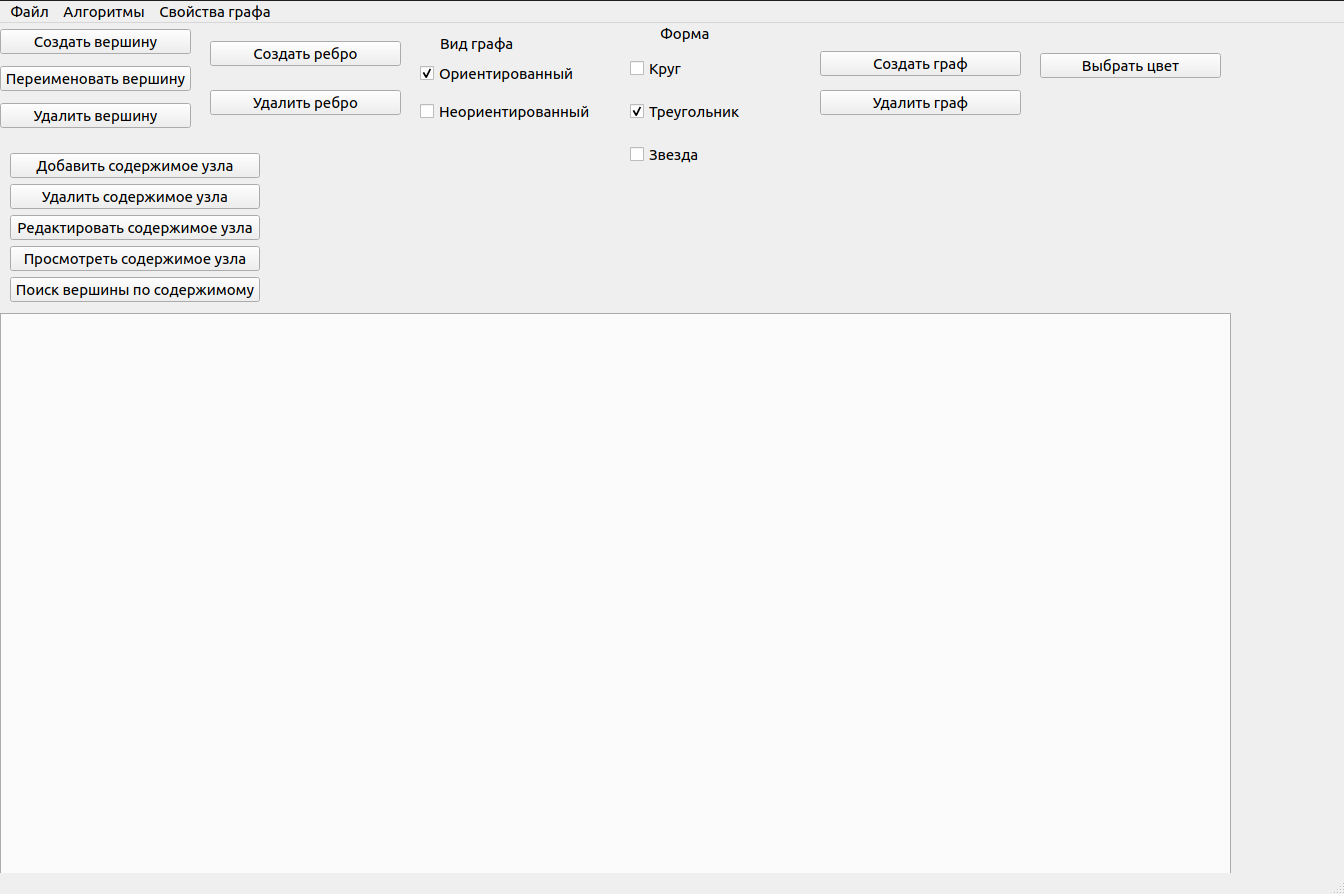 Файл Алгоритмы Свойства графа
Создать вершину
Переименовать вершину
Удалить вершину
Создать ребро
Удалить ребро
Вид графа
Ориентированный
Неориентированный
Форма
Круг
Треугольник
Звезда
Создать граф
Удалить граф
Выбрать цвет
Добавить содержимое узла
Удалить содержимое узла
Редактировать содержимое узла
Просмотреть содержимое узла
Поиск вершины по содержимому